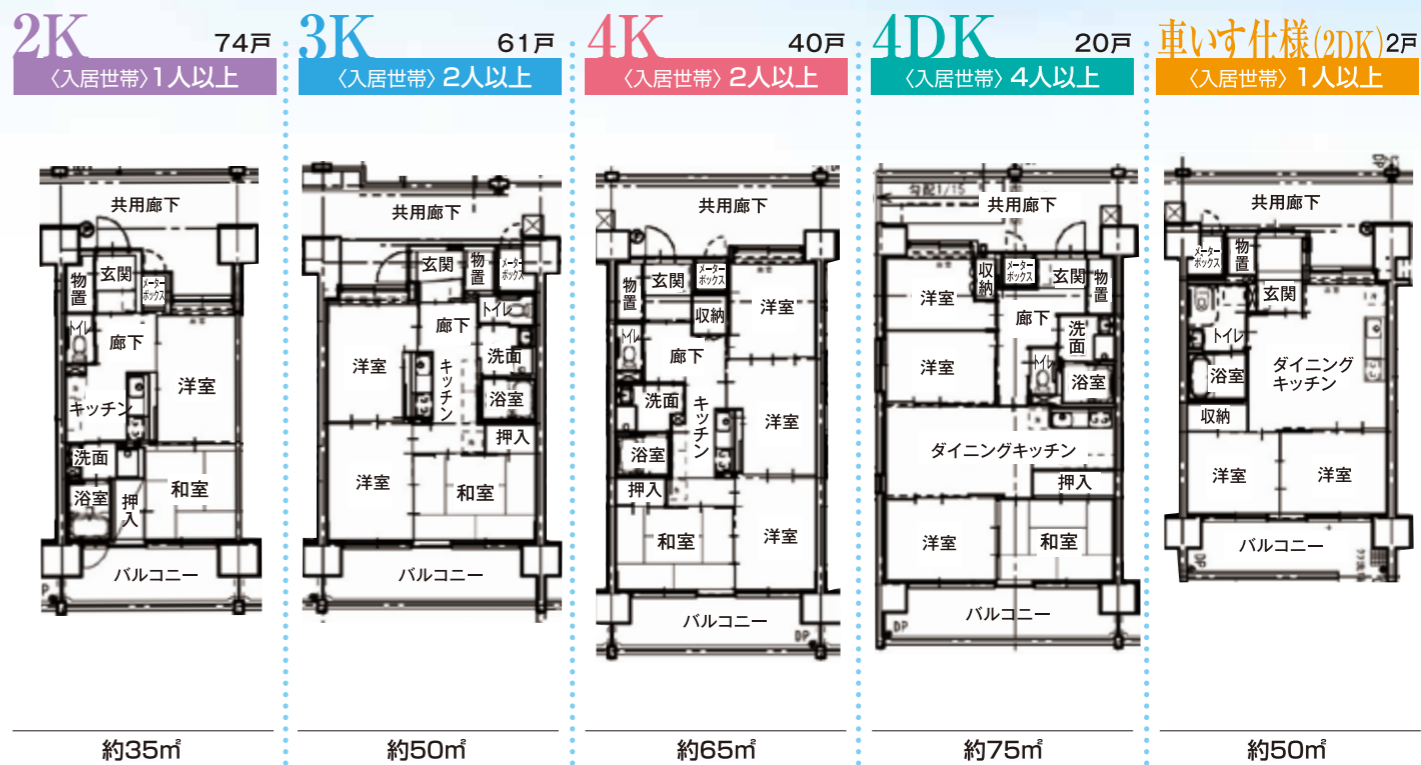 2K 74戸
〈入居世帯〉1人以上
共用廊下
物置
玄関
メーターボックス
トイレ
廊下
洋室
キッチン
洗面
浴室
押入
和室
バルコニー
約35㎡
3K 61戸
〈入居世帯〉2人以上
共用廊下
玄関
物置
メーターボックス
トイレ
廊下
洗面
洋室
キッチン
浴室
押入
洋室
和室
バルコニー
約50㎡
4K 40戸
〈入居世帯〉2人以上
共用廊下
物置
玄関
メーターボックス
収納
洋室
トイレ
廊下
洗面
キッチン
洋室
浴室
押入
和室
洋室
バルコニー
DP
約65㎡
4DK 20戸
〈入居世帯〉4人以上
勾配1/15
共用廊下
洋室
収納
メーターボックス
玄関
物置
廊下
洗面
洋室
トイレ
浴室
ダイニングキッチン
押入
洋室
和室
バルコニー
DP
約75㎡
車いす仕様(2DK) 2戸
〈入居世帯〉1人以上
DP
共用廊下
メーターボックス
物置
玄関
トイレ
浴室
ダイニング
キッチン
収納
洋室
洋室
バルコニー
DP
約50㎡